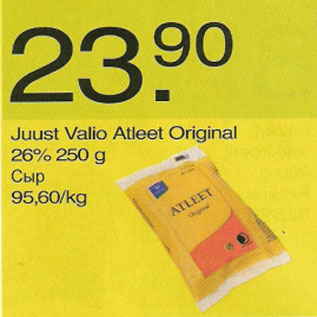 23.90
Juust Valio Atleet Original
26% 250 g
Сыр
95,60/kg
ATLEET
Original